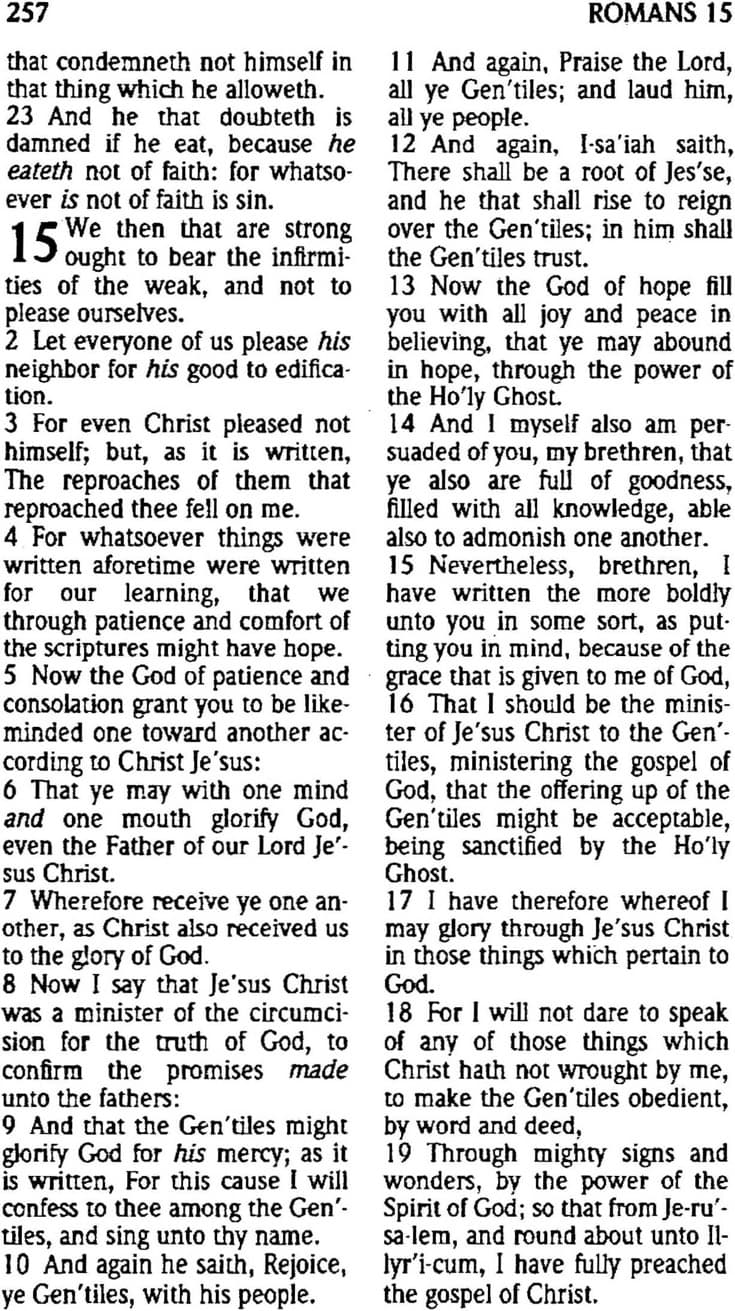 257
ROMANS 15
that condemneth not himself in
that thing which he alloweth.
23 And he that doubteth is
damned if he eat, because he
eateth not of faith: for whatso-
ever is not of faith is sin.
15 We then that are strong
ought to bear the infirmi-
ties of the weak, and not to
please ourselves.
2 Let everyone of us please his
neighbor for his good to edifica-
tion.
3 For even Christ pleased not
himself; but, as it is written,
The reproaches of them that
reproached thee fell on me.
4 For whatsoever things were
written aforetime were written
for our learning, that we
through patience and comfort of
the scriptures might have hope.
5 Now the God of patience and
consolation grant you to be like-
minded one toward another ac-
cording to Christ Je'sus:
6 That ye may with one mind
and one mouth glorify God,
even the Father of our Lord Je'-
sus Christ.
7 Wherefore receive ye one an-
other, as Christ also received us
to the glory of God.
8 Now I say that Je'sus Christ
was a minister of the circumci-
sion for the truth of God, to
confirm the promises made
unto the fathers:
9 And that the Gen'tiles might
glorify God for his mercy; as it
is written, For this cause I will
confess to thee among the Gen'-
tiles, and sing unto thy name.
10 And again he saith, Rejoice,
ye Gen'tiles, with his people.
11 And again, Praise the Lord,
all ye Gen'tiles; and laud him,
all ye people.
12 And again, I-sa'iah saith,
There shall be a root of Jes'se,
and he that shall rise to reign
over the Gen'tiles; in him shall
the Gen'tiles trust.
13 Now the God of hope fill
you with all joy and peace in
believing, that ye may abound
in hope, through the power of
the Ho'ly Ghost.
14 And I myself also am per-
suaded of you, my brethren, that
ye also are full of goodness,
filled with all knowledge, able
also to admonish one another.
15 Nevertheless, brethren, I
have written the more boldly
unto you in some sort, as put-
ting you in mind, because of the
grace that is given to me of God,
16 That I should be the minis-
ter of Je'sus Christ to the Gen'-
tiles, ministering the gospel of
God, that the offering up of the
Gen'tiles might be acceptable,
being sanctified by the Ho'ly
Ghost.
17 I have therefore whereof I
may glory through Je'sus Christ
in those things which pertain to
God.
18 For I will not dare to speak
of any of those things which
Christ hath not wrought by me,
to make the Gen'tiles obedient,
by word and deed,
19 Through mighty signs and
wonders, by the power of the
Spirit of God; so that from Je-ru'-
sa-lem, and round about unto Il-
lyr'i-cum, I have fully preached
the gospel of Christ.